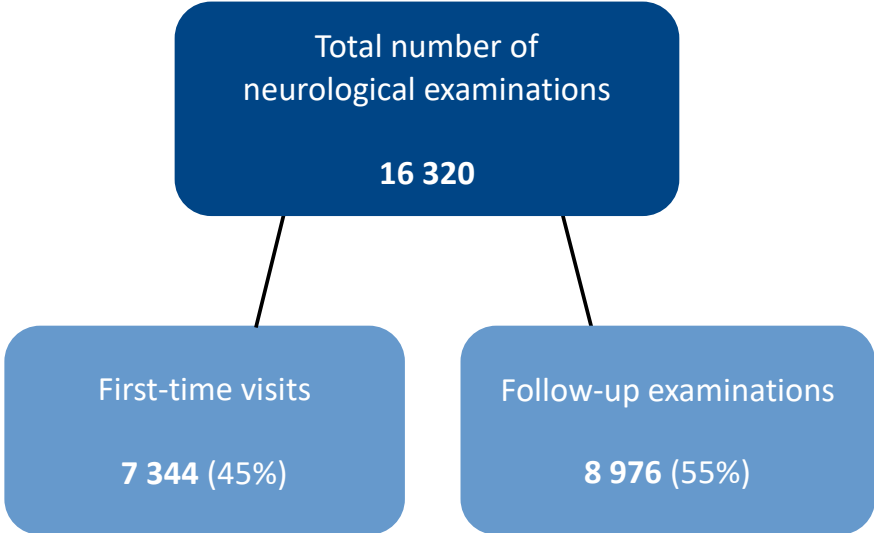 Total number of
neurological examinations
16 320
First-time visits
7 344 (45%)
Follow-up examinations
8 976 (55%)